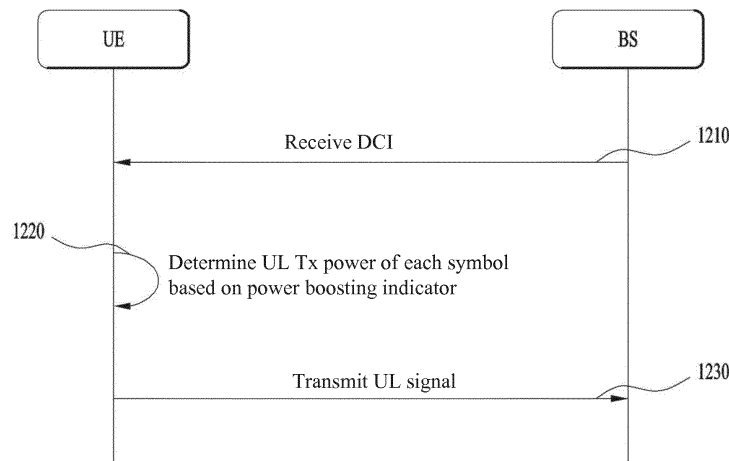 UE
BS
Receive DCI
1210
1220
Determine UL Tx power of each symbol
based on power boosting indicator
Transmit UL signal
1230